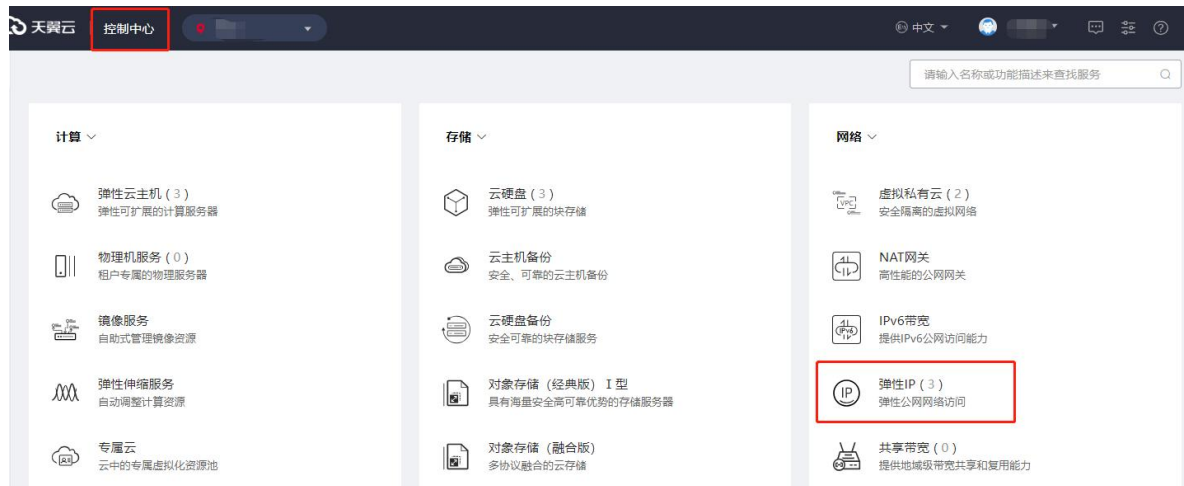 天翼云 控制中心 中文
请输入名称或功能描述来查找服务
计算
弹性云主机 ( 3 )
弹性可扩展的计算服务器
物理机服务 ( 0 )
租户专属的物理服务器
镜像服务
自助式管理镜像资源
弹性伸缩服务
自动调整计算资源
专属云
云中的专属虚拟化资源池
存储
云硬盘 ( 3 )
弹性可扩展的块存储
云主机备份
安全、可靠的云主机备份
云硬盘备份
安全可靠的块存储服务
对象存储（经典版）I 型
具有海量安全高可靠优势的存储服务器
对象存储（融合版）
多协议融合的云存储
网络
VPC
虚拟私有云 ( 2 )
安全隔离的虚拟网络
NAT网关
高性能的公网网关
IPv6
IPv6带宽
提供IPv6公网访问能力
IP
弹性IP ( 3 )
弹性公网网络访问
共享带宽 ( 0 )
提供地域级带宽共享和复用能力